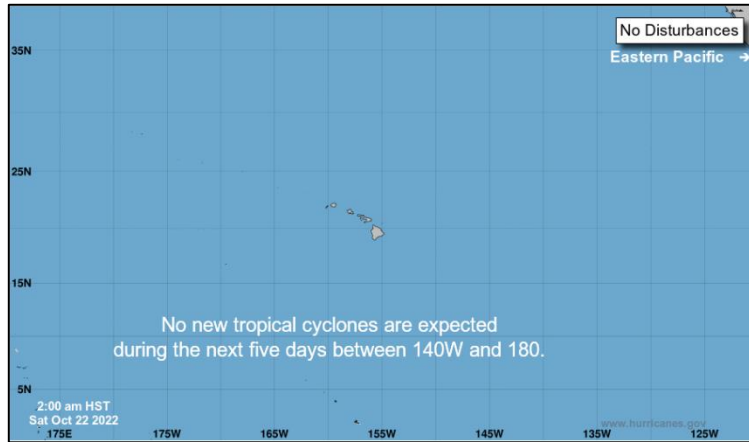 No Disturbances
35N
Eastern Pacific →
25N
15N
No new tropical cyclones are expected
during the next five days between 140W and 180.
5N
2:00 am HST
Sat Oct 22 2022
www.hurricanes.gov
175E
175W
165W
155W
145W
135W
125W